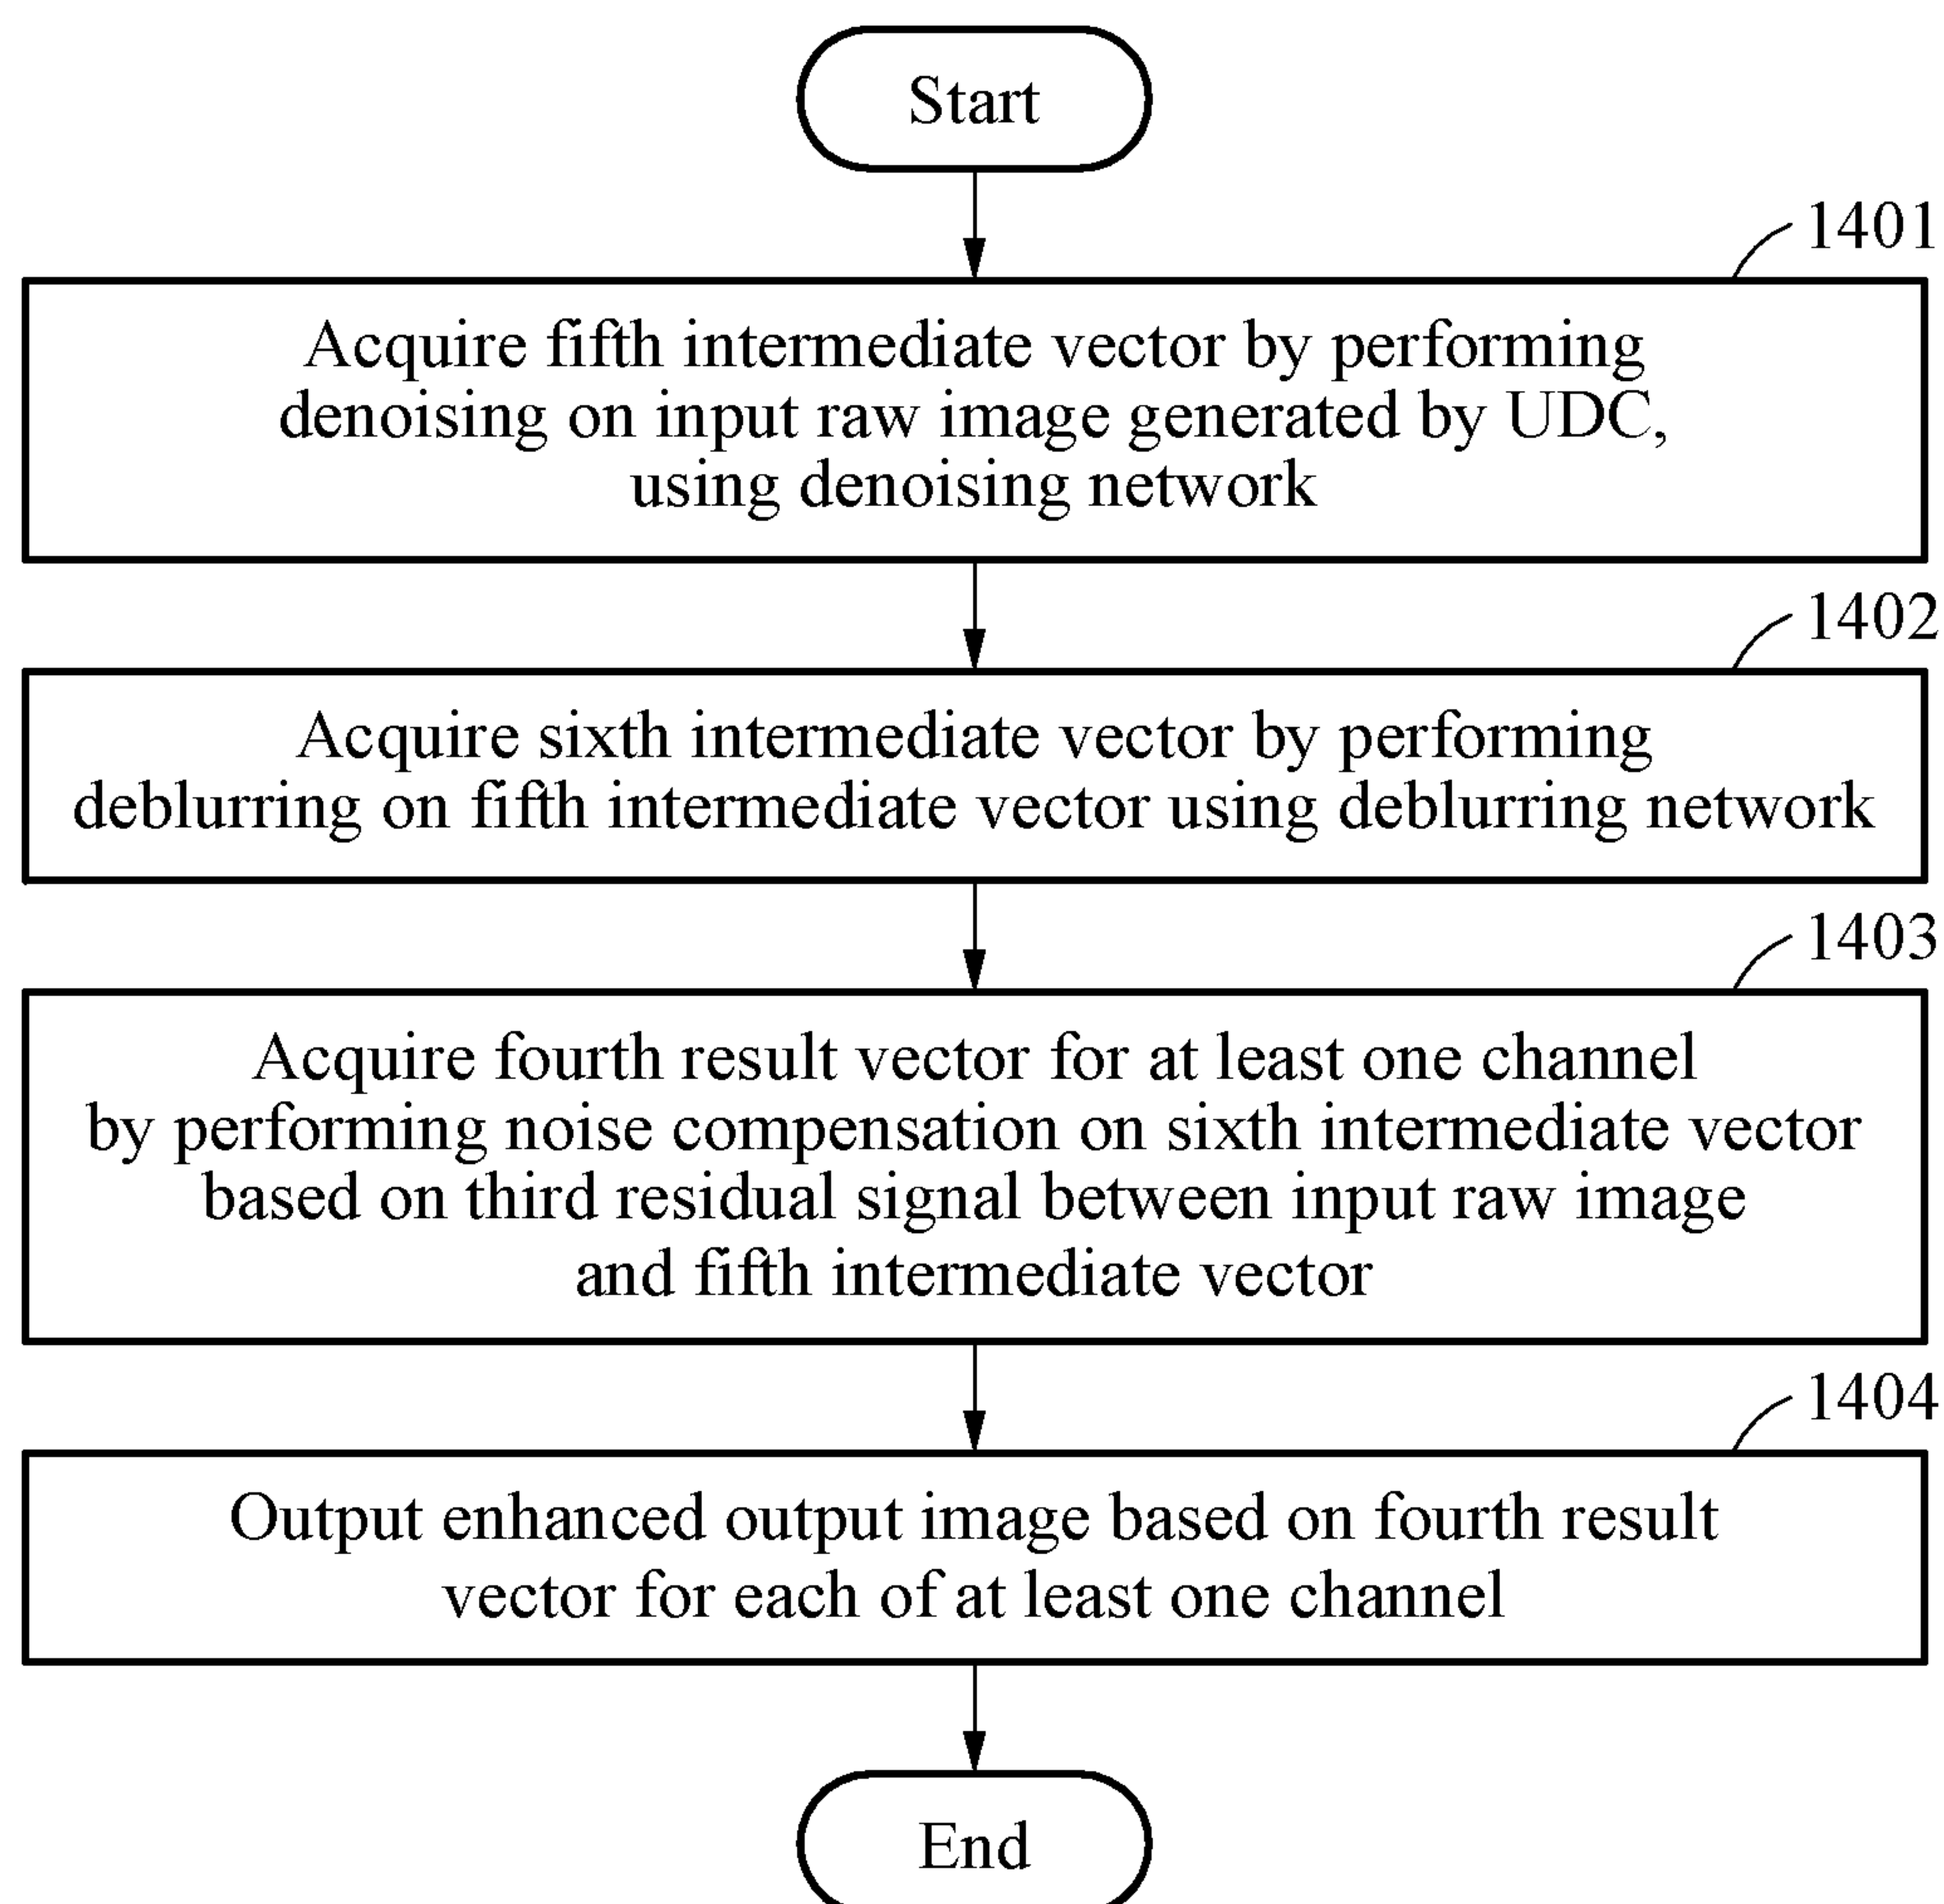 Start
1401
Acquire fifth intermediate vector by performing
denoising on input raw image generated by UDC,
using denoising network
1402
Acquire sixth intermediate vector by performing
deblurring on fifth intermediate vector using deblurring network
1403
Acquire fourth result vector for at least one channel
by performing noise compensation on sixth intermediate vector
based on third residual signal between input raw image
and fifth intermediate vector
1404
Output enhanced output image based on fourth result
vector for each of at least one channel
End